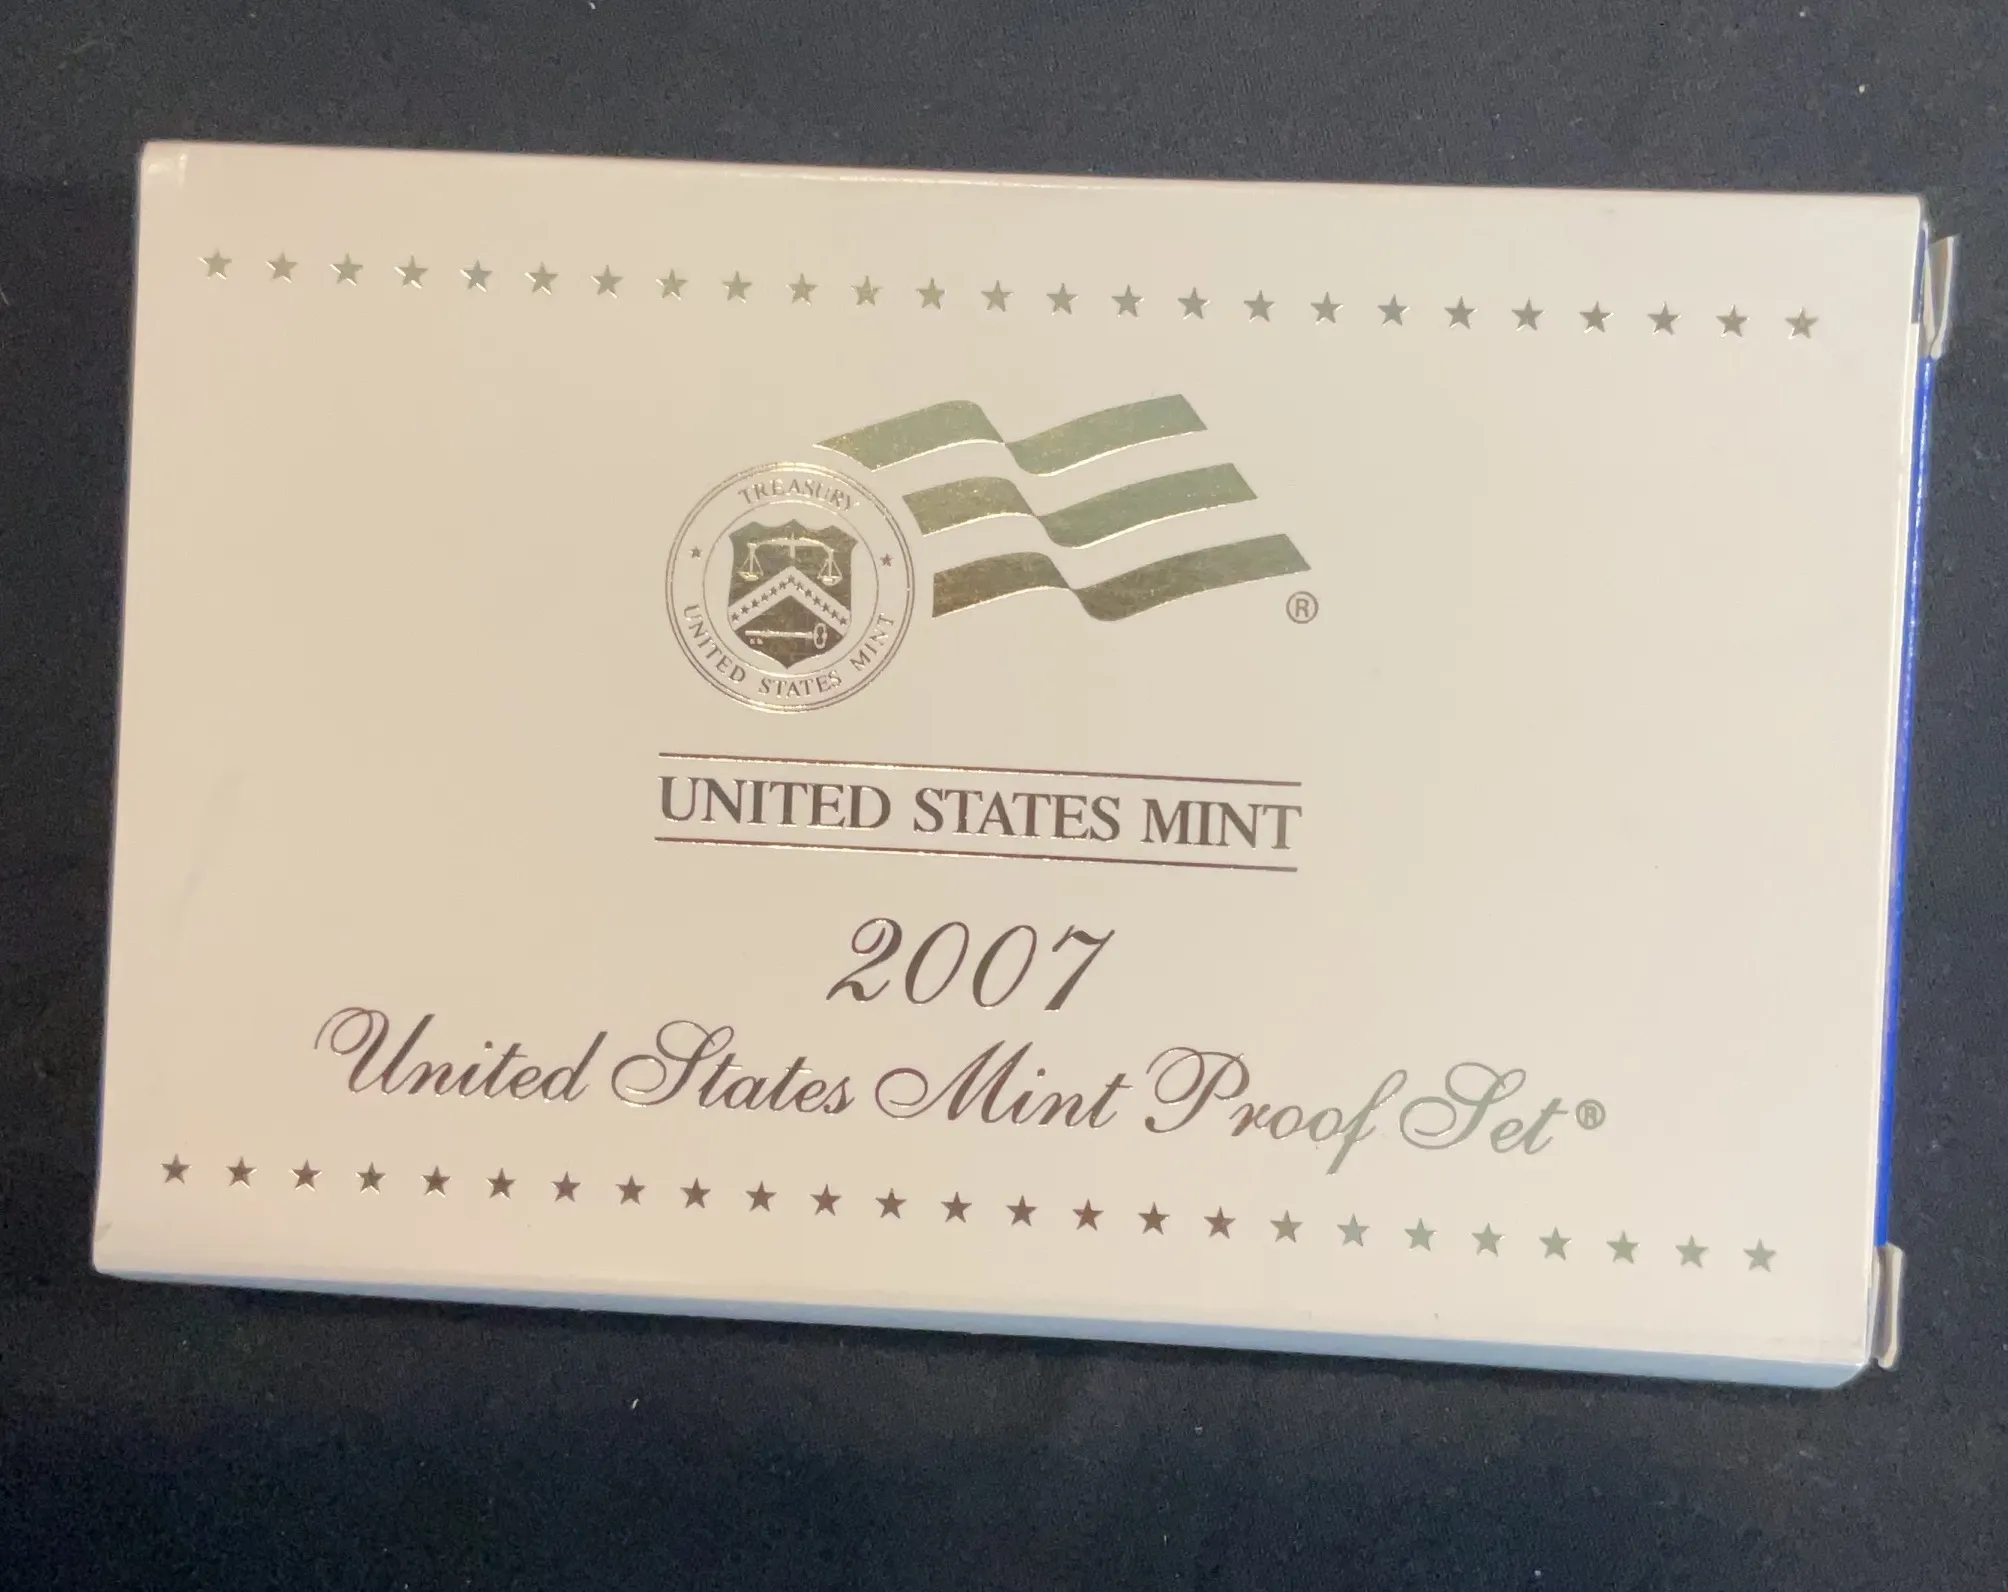 TREASURY
UNITED STATES MINT
®
UNITED STATES MINT
2007
United States Mint Proof Set®